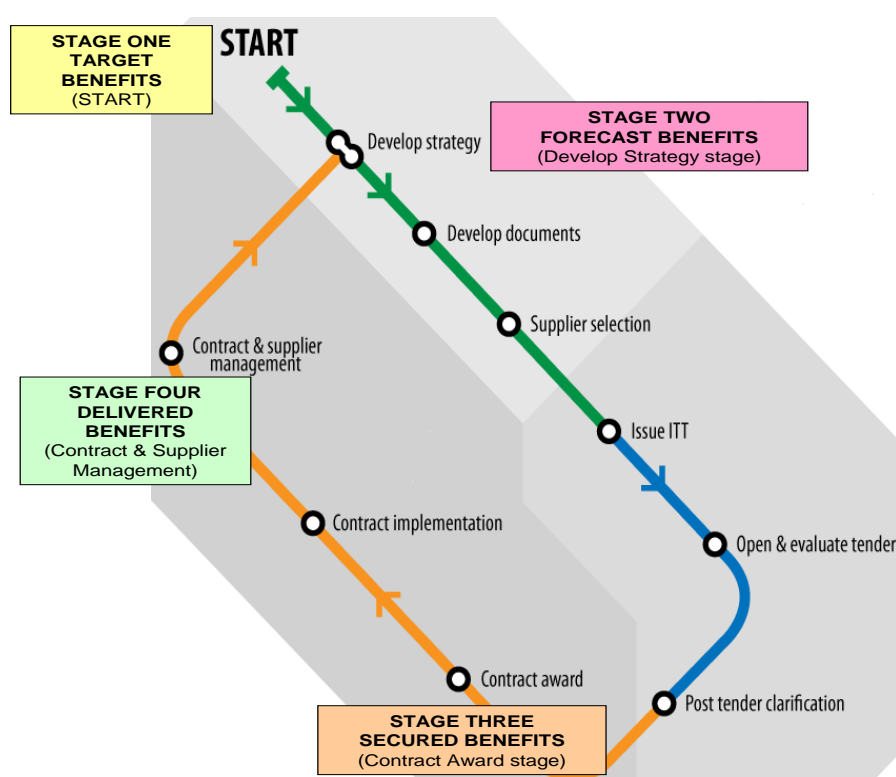 STAGE ONE
TARGET
BENEFITS
(START)
START
STAGE TWO
FORECAST BENEFITS
(Develop Strategy stage)
Develop strategy
Develop documents
Supplier selection
Contract & supplier
management
STAGE FOUR
DELIVERED
BENEFITS
(Contract & Supplier
Management)
Issue ITT
Contract implementation
Open & evaluate tender
Contract award
Post tender clarification
STAGE THREE
SECURED BENEFITS
(Contract Award stage)